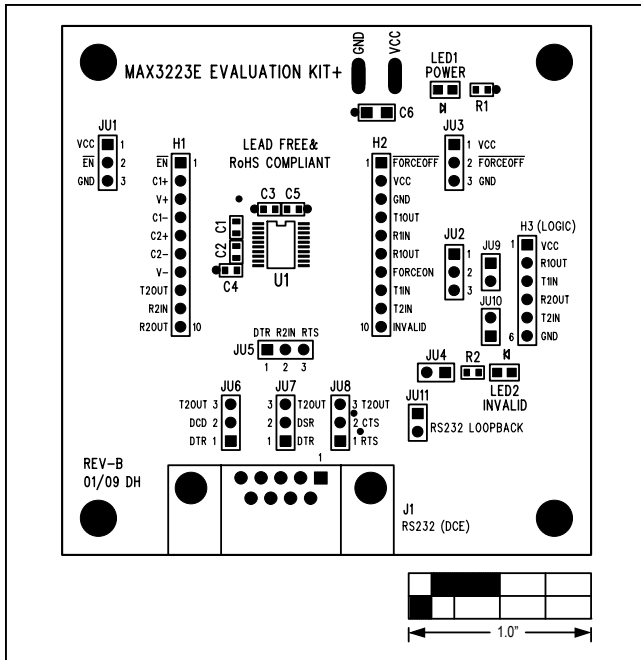 GND
VCC
MAX3223E EVALUATION KIT+
LED1
POWER
R1
C6
JU1
VCC 1
EN 2
GND 3
H1
EN 1
C1+
V+
C1-
C2+
C2-
V-
T2OUT
R2IN
R2OUT 10
LEAD FREE&
RoHS COMPLIANT
C3 C5
C1
C2
C4
U1
H2
1 FORCEOFF
VCC
GND
T1OUT
R1IN
R1OUT
FORCEON
T1IN
T2IN
10 INVALID
JU3
1 VCC
2 FORCEOFF
3 GND
JU2
1
2
3
JU9
JU10
H3 (LOGIC)
1 VCC
R1OUT
T1IN
R2OUT
T2IN
6 GND
DTR R2IN RTS
JU5
1 2 3
JU4
R2
LED2
INVALID
JU6
T2OUT 3
DCD 2
DTR 1
JU7
3 T2OUT
2 DSR
1 DTR
JU8
3 T2OUT
2 CTS
1 RTS
JU11
RS232 LOOPBACK
REV-B
01/09 DH
1
J1
RS232 (DCE)
1.0"